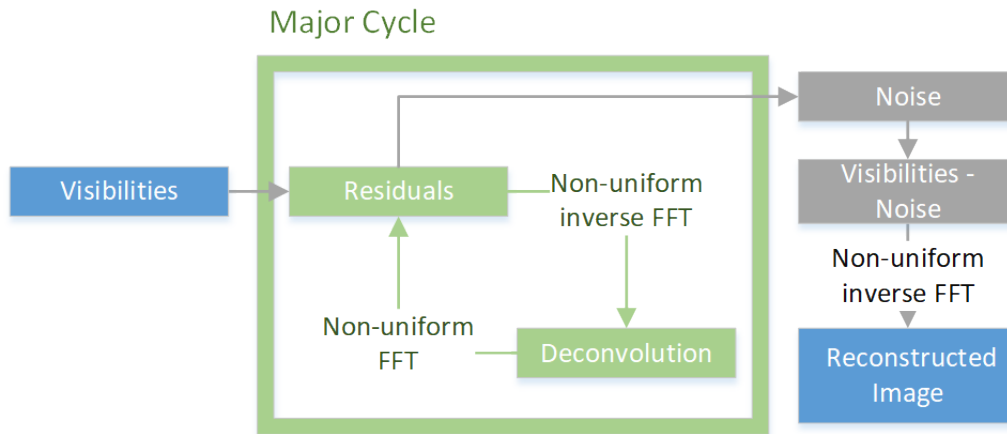 Major Cycle
Noise
Visibilities
Residuals
Non-uniform
inverse FFT
Visibilities -
Noise
Non-uniform
inverse FFT
Non-uniform
FFT
Deconvolution
Reconstructed
Image